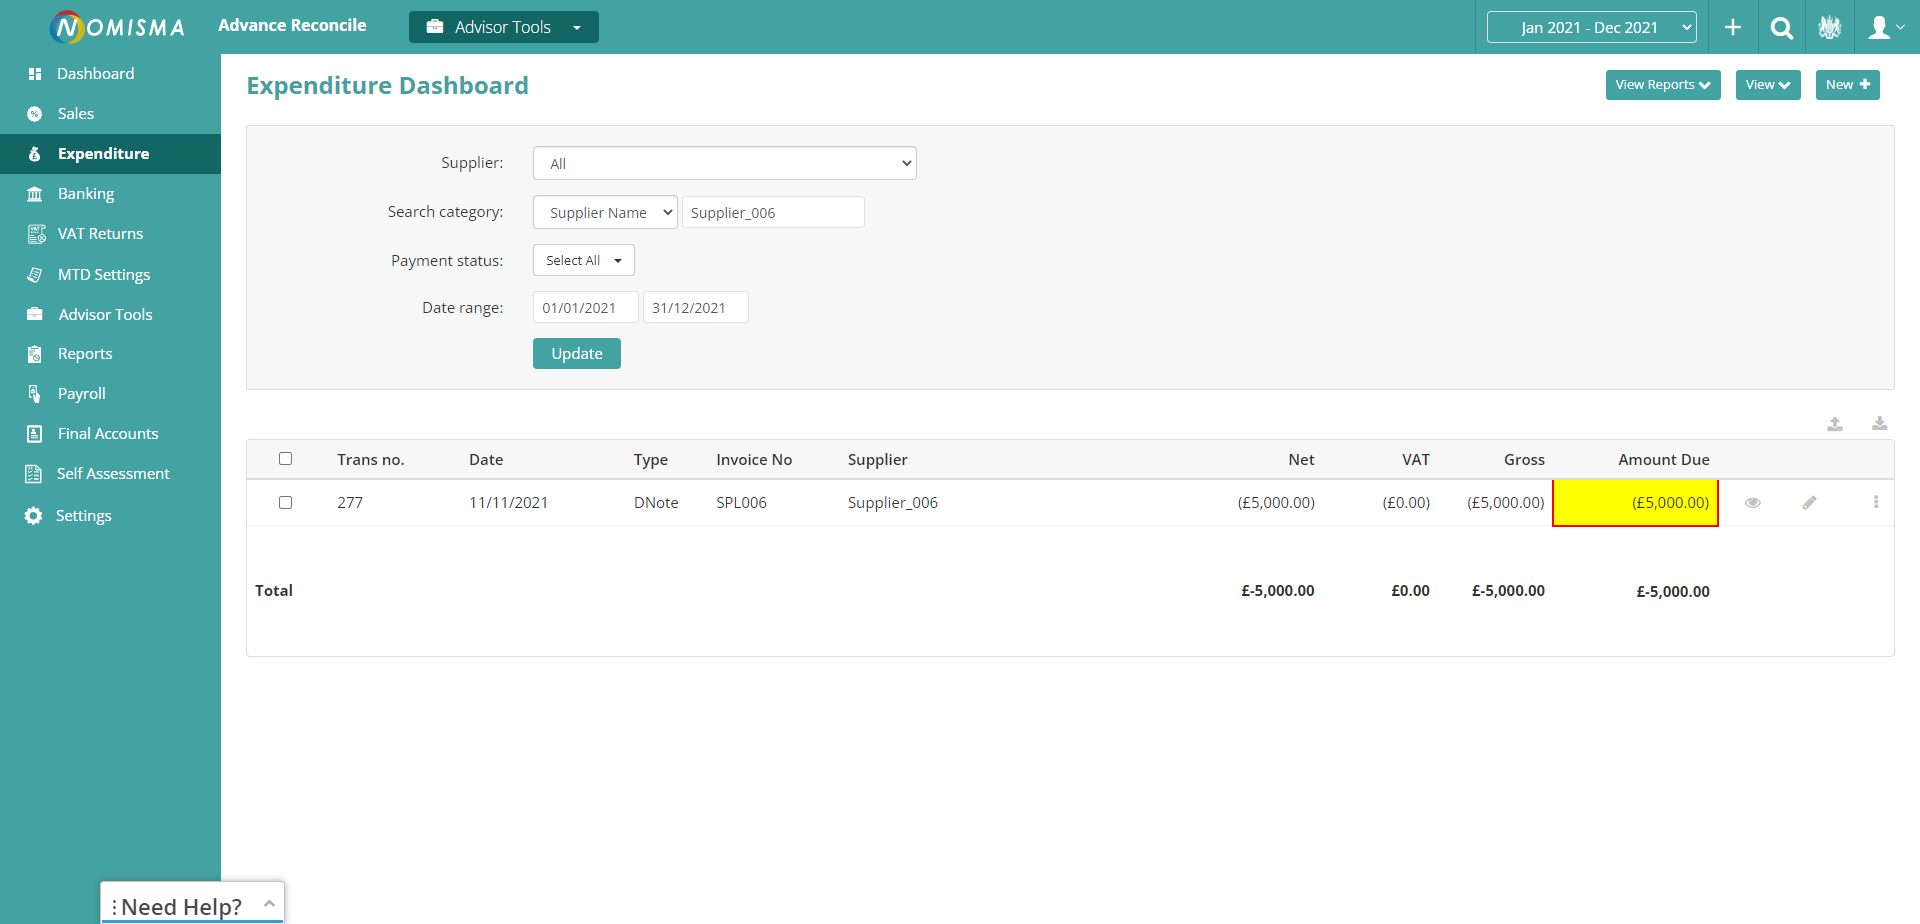 NOMISMA
Advance Reconcile
Advisor Tools
Jan 2021 - Dec 2021
Dashboard
Sales
Expenditure
Banking
VAT Returns
MTD Settings
Advisor Tools
Reports
Payroll
Final Accounts
Self Assessment
Settings
Expenditure Dashboard
View Reports
View
New
Supplier: All
Search category: Supplier Name Supplier_006
Payment status: Select All
Date range: 01/01/2021 31/12/2021
Update
Trans no. Date Type Invoice No Supplier Net VAT Gross Amount Due
277 11/11/2021 DNote SPL006 Supplier_006 (£5,000.00) (£0.00) (£5,000.00) (£5,000.00)
Total £-5,000.00 £0.00 £-5,000.00 £-5,000.00
Need Help?